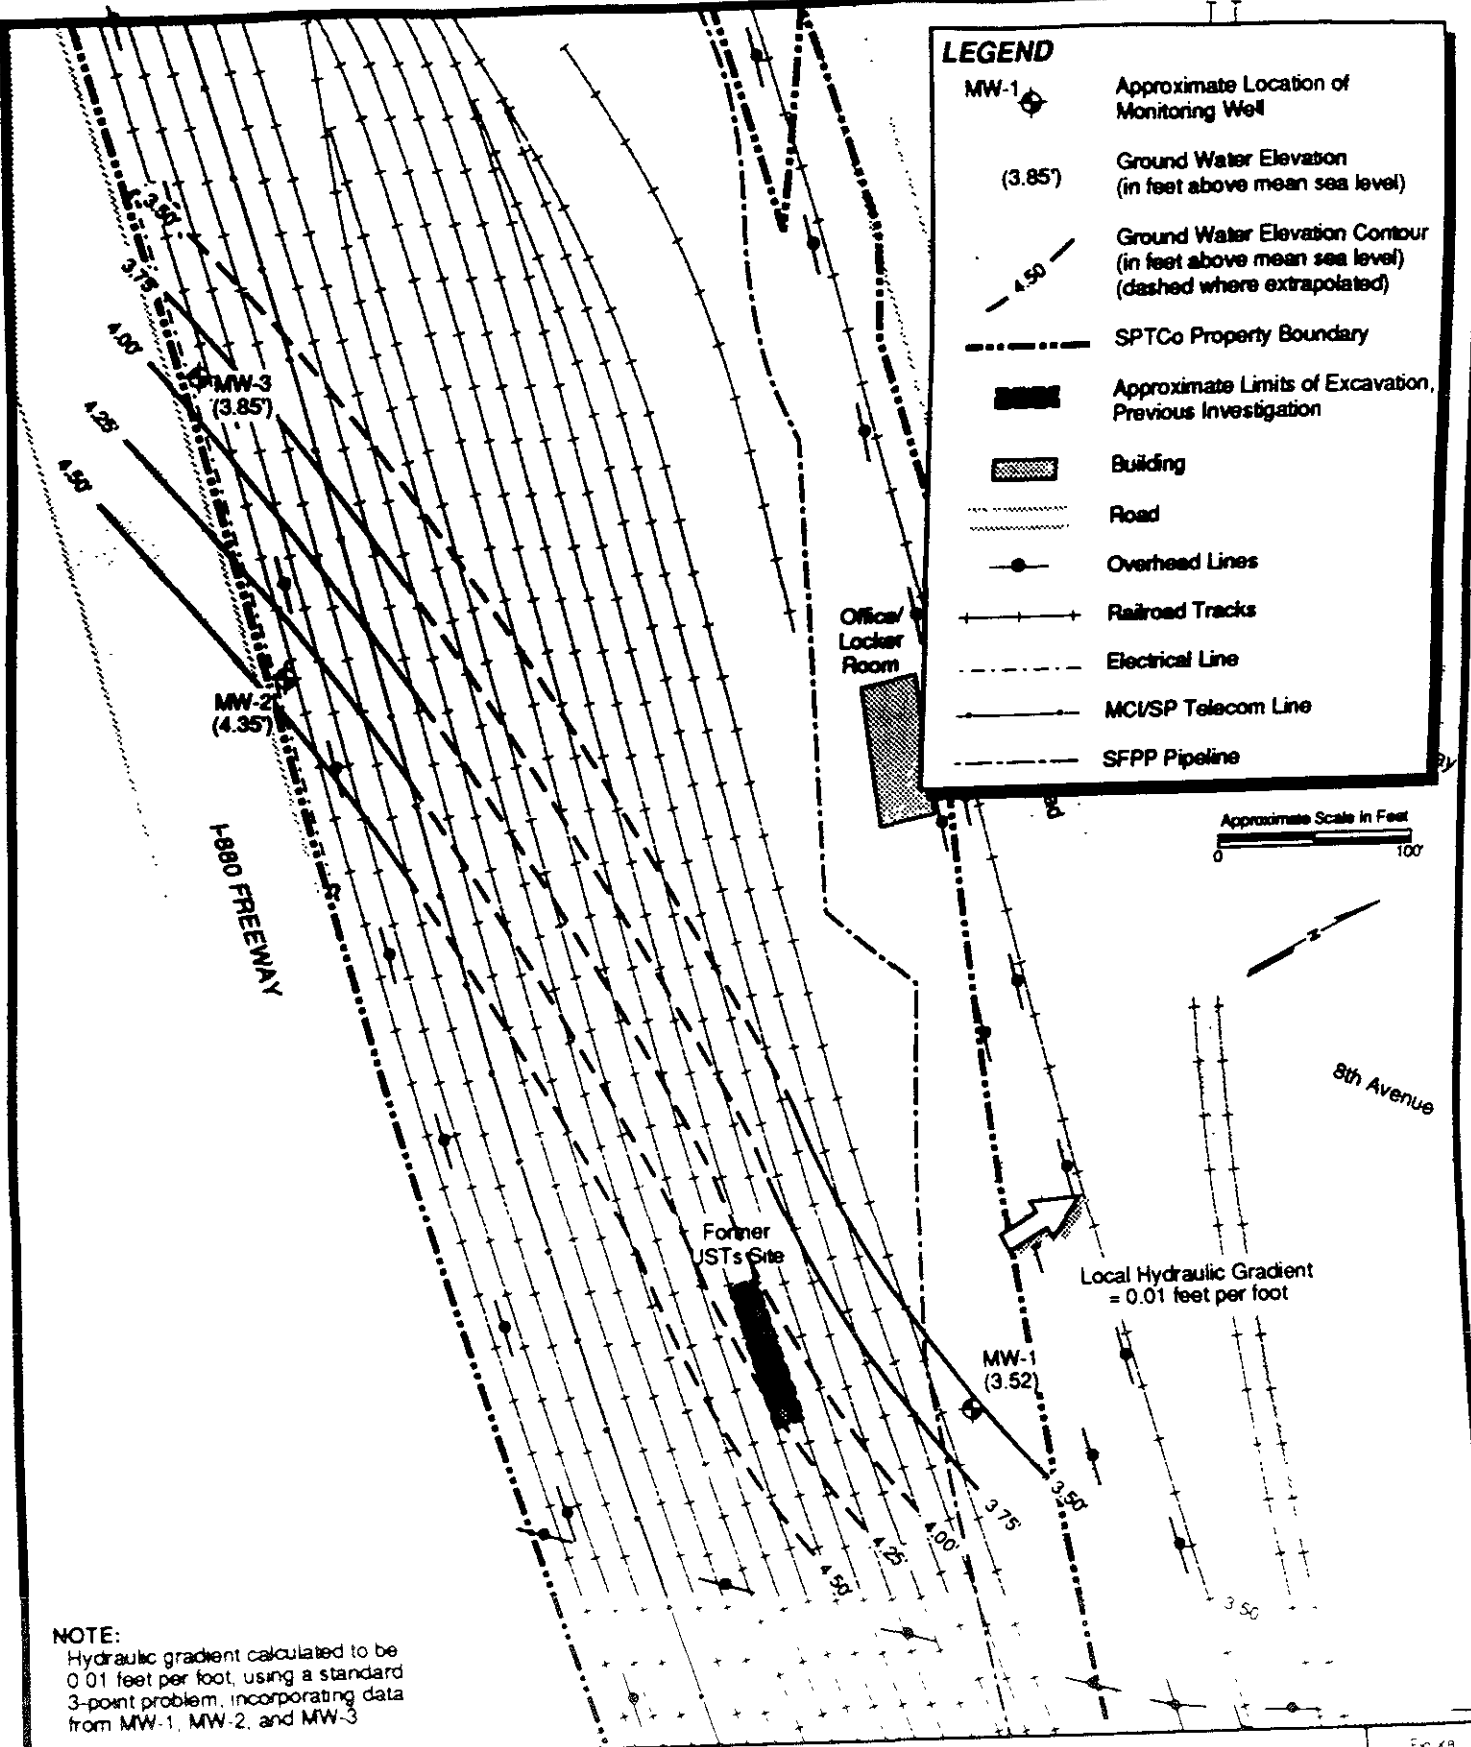 LEGEND
MW-1
Approximate Location of
Monitoring Well
(3.85')
Ground Water Elevation
(in feet above mean sea level)
4.50
Ground Water Elevation Contour
(in feet above mean sea level)
(dashed where extrapolated)
SPTCo Property Boundary
Approximate Limits of Excavation,
Previous Investigation
Building
Road
Overhead Lines
Railroad Tracks
Electrical Line
MCI/SP Telecom Line
SFPP Pipeline
Approximate Scale in Feet
0
100'
N
8th Avenue
3.50'
3.75'
4.00'
4.25'
4.50'
MW-3
(3.85')
MW-2
(4.35')
I-880 FREEWAY
Office/
Locker
Room
Former
USTs Site
Local Hydraulic Gradient
= 0.01 feet per foot
MW-1
(3.52)
3.50'
3 75'
4.00'
4.25'
4 50'
3 50
NOTE:
Hydraulic gradient calculated to be
0 01 feet per foot, using a standard
3-point problem, incorporating data
from MW-1, MW-2, and MW-3